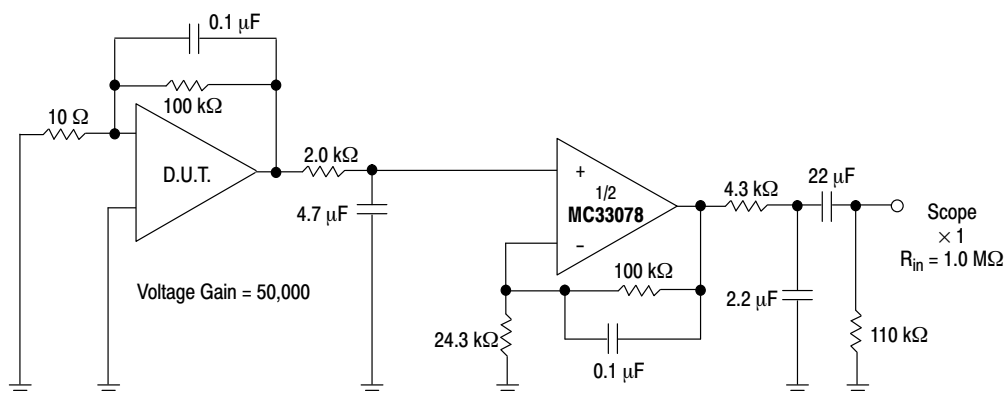 0.1 μF
100 kΩ
10 Ω
D.U.T.
2.0 kΩ
4.7 μF
Voltage Gain = 50,000
+
1/2
MC33078
−
4.3 kΩ
22 μF
Scope
× 1
Rin = 1.0 MΩ
100 kΩ
2.2 μF
24.3 kΩ
0.1 μF
110 kΩ